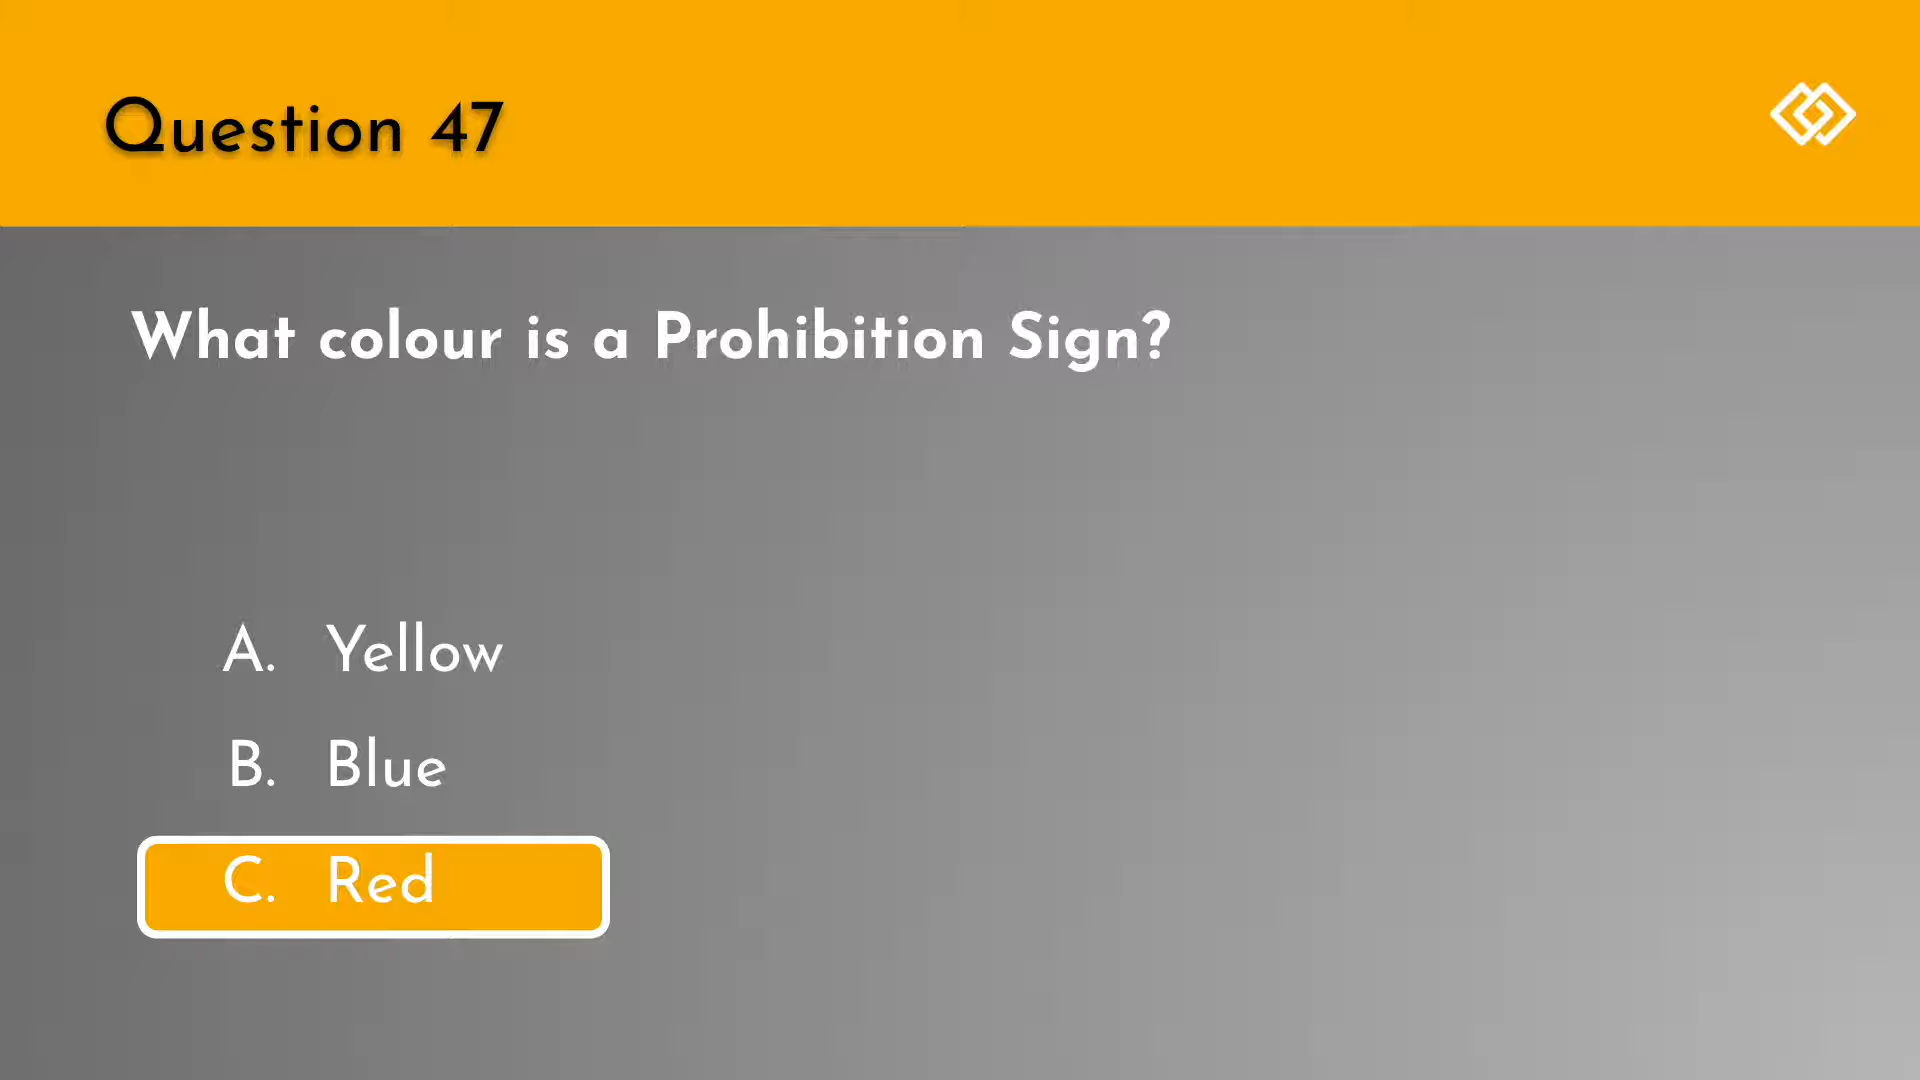 Question 47
What colour is a Prohibition Sign?
A. Yellow
B. Blue
C. Red